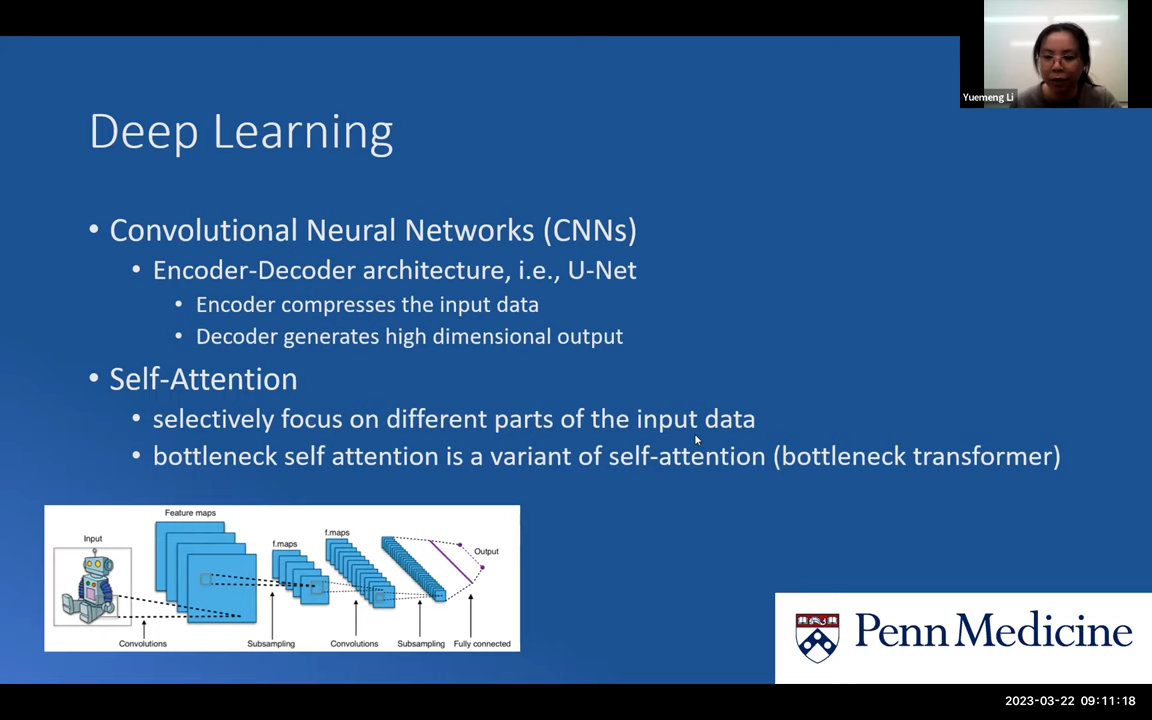 Yuemeng Li
Deep Learning
• Convolutional Neural Networks (CNNs)
• Encoder-Decoder architecture, i.e., U-Net
• Encoder compresses the input data
• Decoder generates high dimensional output
• Self-Attention
• selectively focus on different parts of the input data
• bottleneck self attention is a variant of self-attention (bottleneck transformer)
Feature maps
Input
f.maps
f.maps
Output
Convolutions
Subsampling
Convolutions
Subsampling
Fully connected
Penn Medicine
2023-03-22 09:11:18